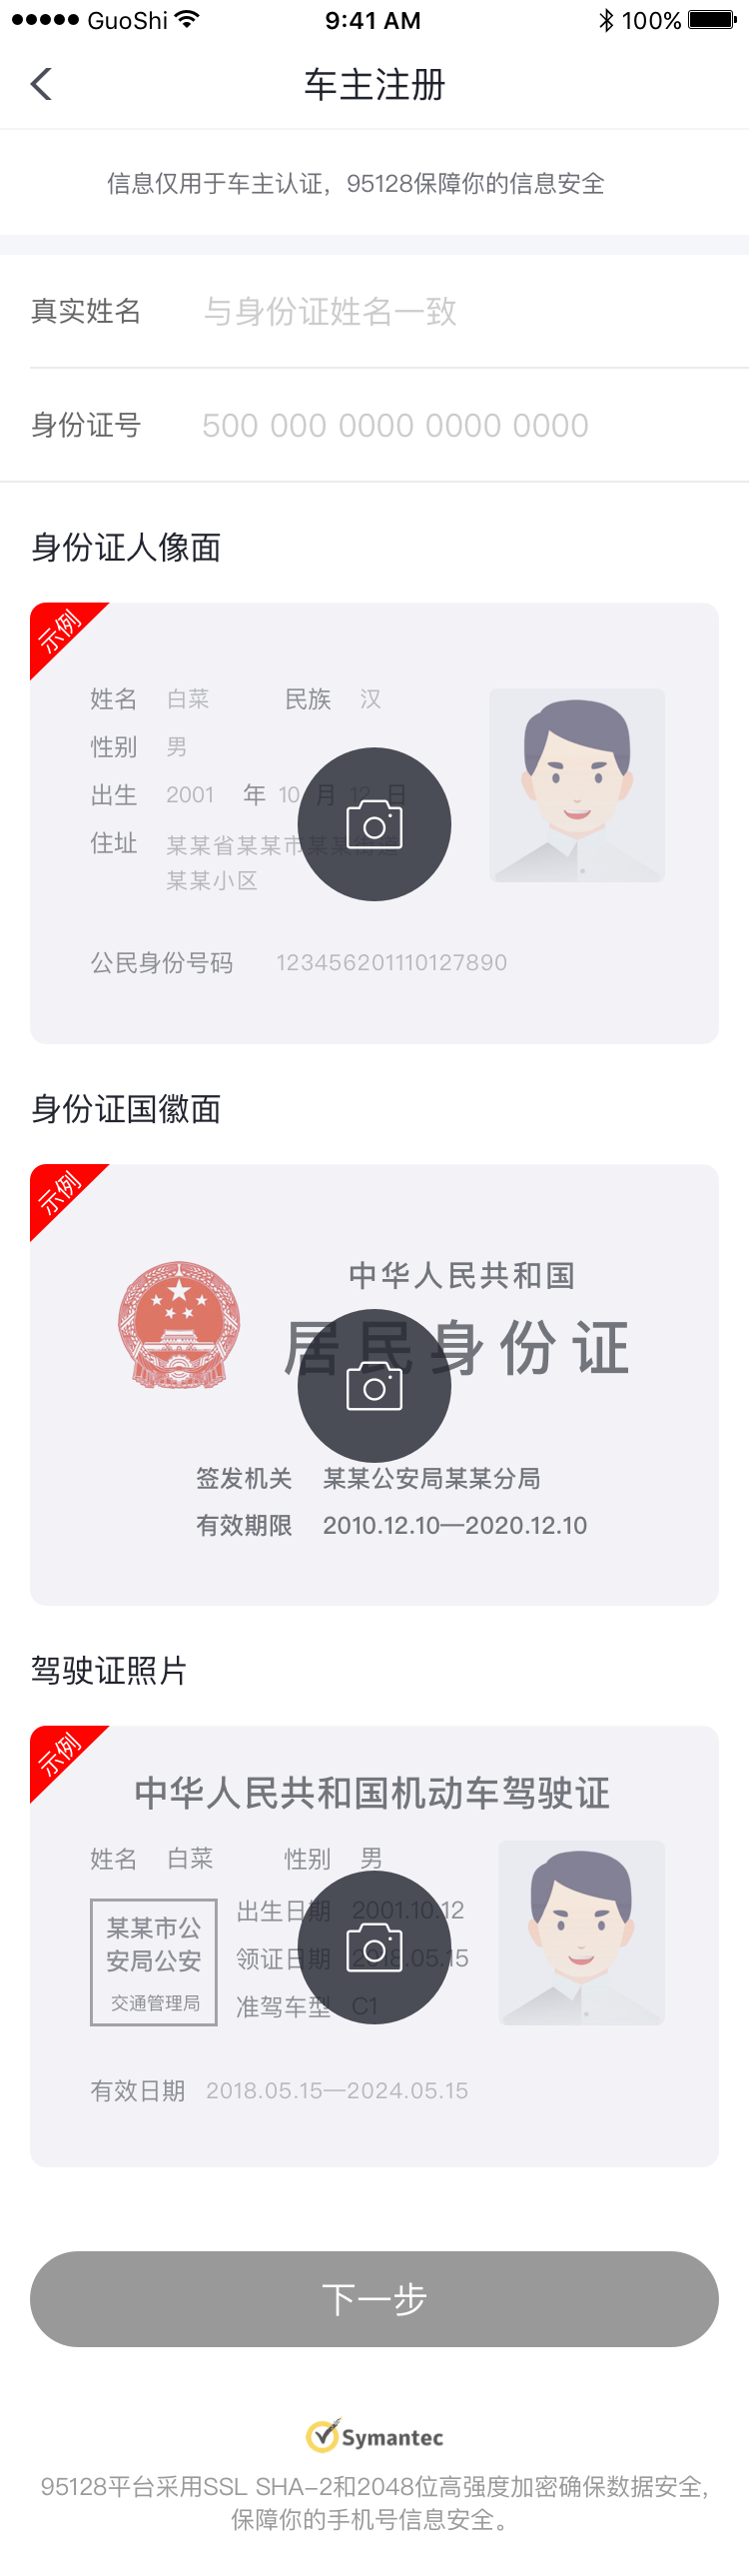 GuoShi 9:41 AM 100%
车主注册
信息仅用于车主认证，95128保障你的信息安全
真实姓名 与身份证姓名一致
身份证号 500 000 0000 0000 0000
身份证人像面
示例
姓名 白菜 民族 汉
性别 男
出生 2001 年 10 月 12 日
住址 某某省某某市某某街道
某某小区
公民身份号码 123456201110127890
身份证国徽面
示例
中华人民共和国
居民身份证
签发机关 某某公安局某某分局
有效期限 2010.12.10—2020.12.10
驾驶证照片
示例
中华人民共和国机动车驾驶证
姓名 白菜 性别 男
某某市公
安局公安
交通管理局
出生日期 2001.10.12
领证日期 2018.05.15
准驾车型 C1
有效日期 2018.05.15—2024.05.15
下一步
Symantec
95128平台采用SSL SHA-2和2048位高强度加密确保数据安全,
保障你的手机号信息安全。